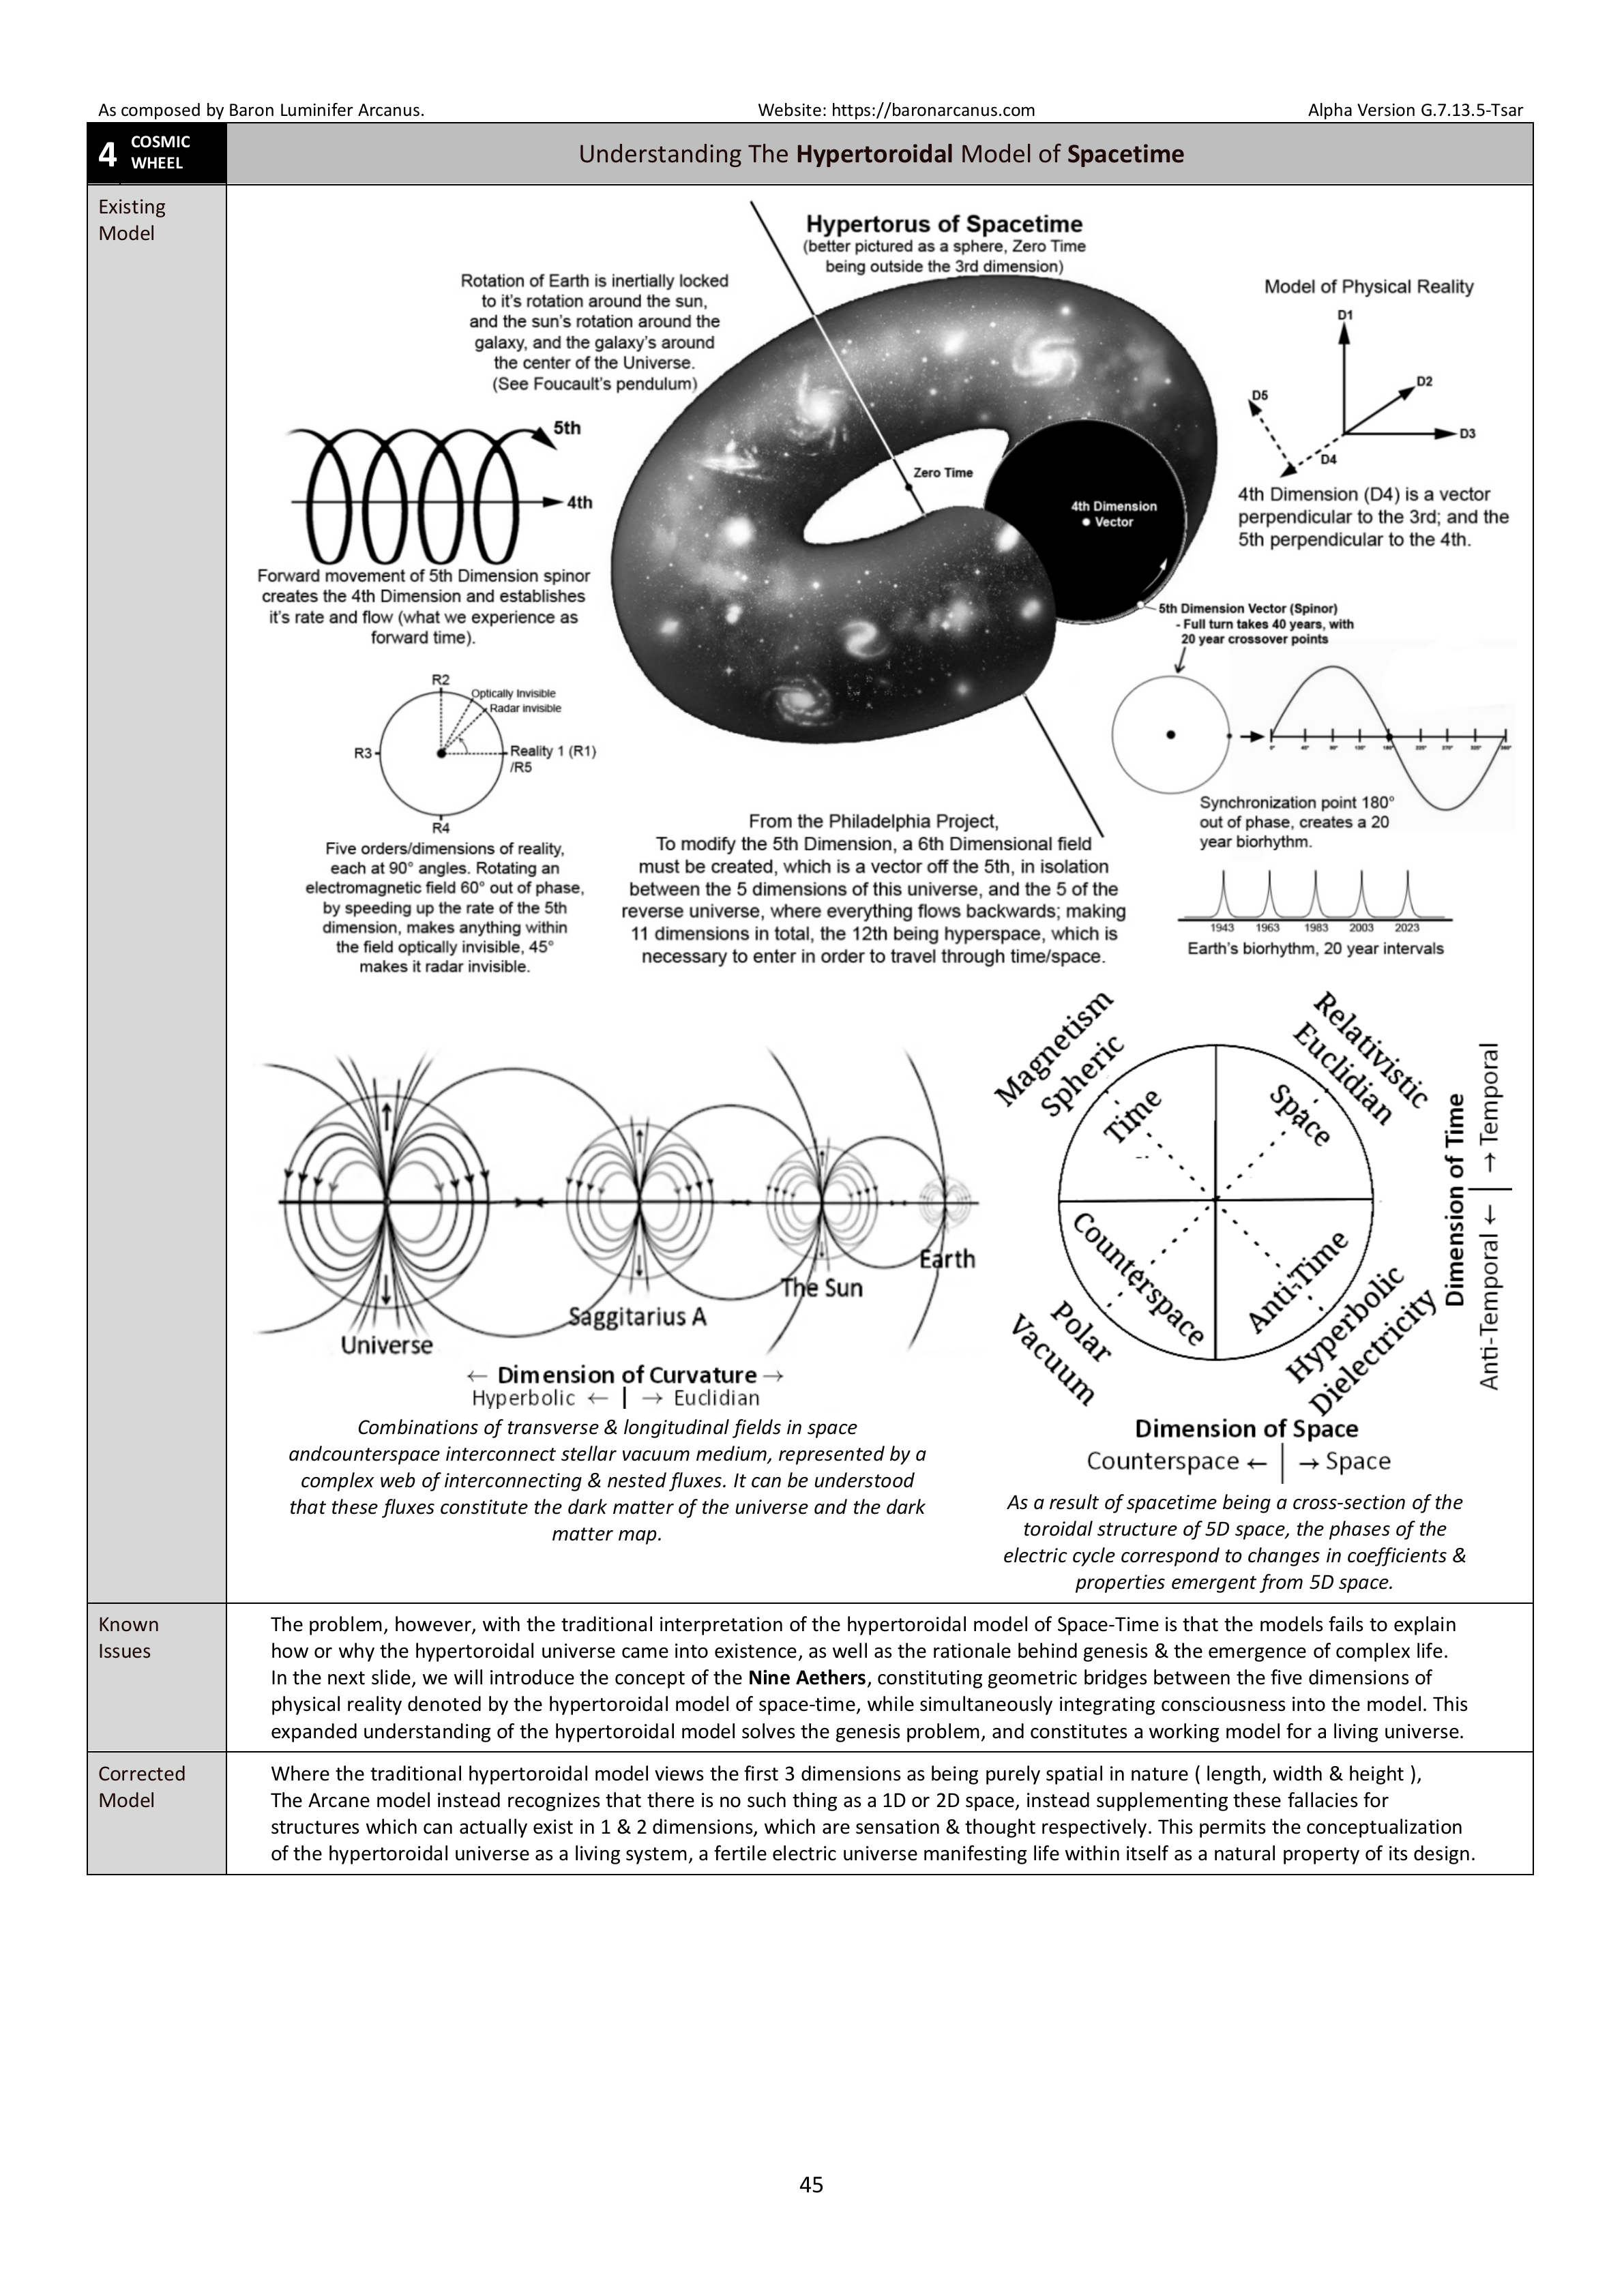 As composed by Baron Luminifer Arcanus.
Website: https://baronarcanus.com
Alpha Version G.7.13.5-Tsar
4 COSMIC
WHEEL
Understanding The Hypertoroidal Model of Spacetime
Existing
Model
Hypertorus of Spacetime
(better pictured as a sphere, Zero Time
being outside the 3rd dimension)
Rotation of Earth is inertially locked
to it's rotation around the sun,
and the sun's rotation around the
galaxy, and the galaxy's around
the center of the Universe.
(See Foucault's pendulum)
Model of Physical Reality
D1
D2
D5
D3
D4
4th Dimension (D4) is a vector
perpendicular to the 3rd; and the
5th perpendicular to the 4th.
5th
4th
Forward movement of 5th Dimension spinor
creates the 4th Dimension and establishes
it's rate and flow (what we experience as
forward time).
Zero Time
4th Dimension
Vector
5th Dimension Vector (Spinor)
- Full turn takes 40 years, with
20 year crossover points
R2
Optically Invisible
Radar invisible
R3
Reality 1 (R1)
/R5
R4
Five orders/dimensions of reality,
each at 90° angles. Rotating an
electromagnetic field 60° out of phase,
by speeding up the rate of the 5th
dimension, makes anything within
the field optically invisible, 45°
makes it radar invisible.
From the Philadelphia Project,
To modify the 5th Dimension, a 6th Dimensional field
must be created, which is a vector off the 5th, in isolation
between the 5 dimensions of this universe, and the 5 of the
reverse universe, where everything flows backwards; making
11 dimensions in total, the 12th being hyperspace, which is
necessary to enter in order to travel through time/space.
Synchronization point 180°
out of phase, creates a 20
year biorhythm.
1943 1963 1983 2003 2023
Earth's biorhythm, 20 year intervals
Universe
Saggitarius A
The Sun
Earth
← Dimension of Curvature →
Hyperbolic ← | → Euclidian
Combinations of transverse & longitudinal fields in space
andcounterspace interconnect stellar vacuum medium, represented by a
complex web of interconnecting & nested fluxes. It can be understood
that these fluxes constitute the dark matter of the universe and the dark
matter map.
Magnetism
Spheric
Time
Relativistic
Euclidian
Space
Counterspace
Polar
Vacuum
Anti-Time
Hyperbolic
Dielectricity
Dimension of Time
Anti-Temporal ← | → Temporal
Dimension of Space
Counterspace ← | → Space
As a result of spacetime being a cross-section of the
toroidal structure of 5D space, the phases of the
electric cycle correspond to changes in coefficients &
properties emergent from 5D space.
Known
Issues
The problem, however, with the traditional interpretation of the hypertoroidal model of Space-Time is that the models fails to explain
how or why the hypertoroidal universe came into existence, as well as the rationale behind genesis & the emergence of complex life.
In the next slide, we will introduce the concept of the Nine Aethers, constituting geometric bridges between the five dimensions of
physical reality denoted by the hypertoroidal model of space-time, while simultaneously integrating consciousness into the model. This
expanded understanding of the hypertoroidal model solves the genesis problem, and constitutes a working model for a living universe.
Corrected
Model
Where the traditional hypertoroidal model views the first 3 dimensions as being purely spatial in nature ( length, width & height ),
The Arcane model instead recognizes that there is no such thing as a 1D or 2D space, instead supplementing these fallacies for
structures which can actually exist in 1 & 2 dimensions, which are sensation & thought respectively. This permits the conceptualization
of the hypertoroidal universe as a living system, a fertile electric universe manifesting life within itself as a natural property of its design.
45